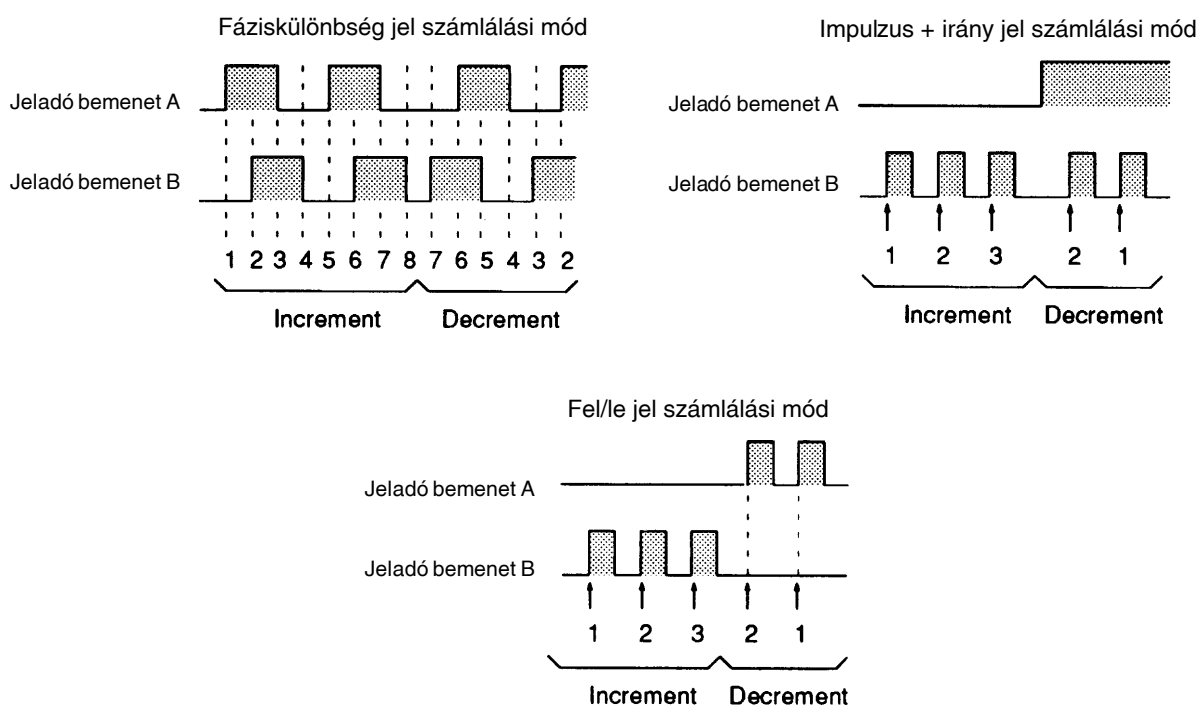 Fáziskülönbség jel számlálási mód
Jeladó bemenet A
Jeladó bemenet B
1 2 3 4 5 6 7 8 7 6 5 4 3 2
Increment Decrement
Impulzus + irány jel számlálási mód
Jeladó bemenet A
Jeladó bemenet B
1 2 3 2 1
Increment Decrement
Fel/le jel számlálási mód
Jeladó bemenet A
Jeladó bemenet B
1 2 3 2 1
Increment Decrement